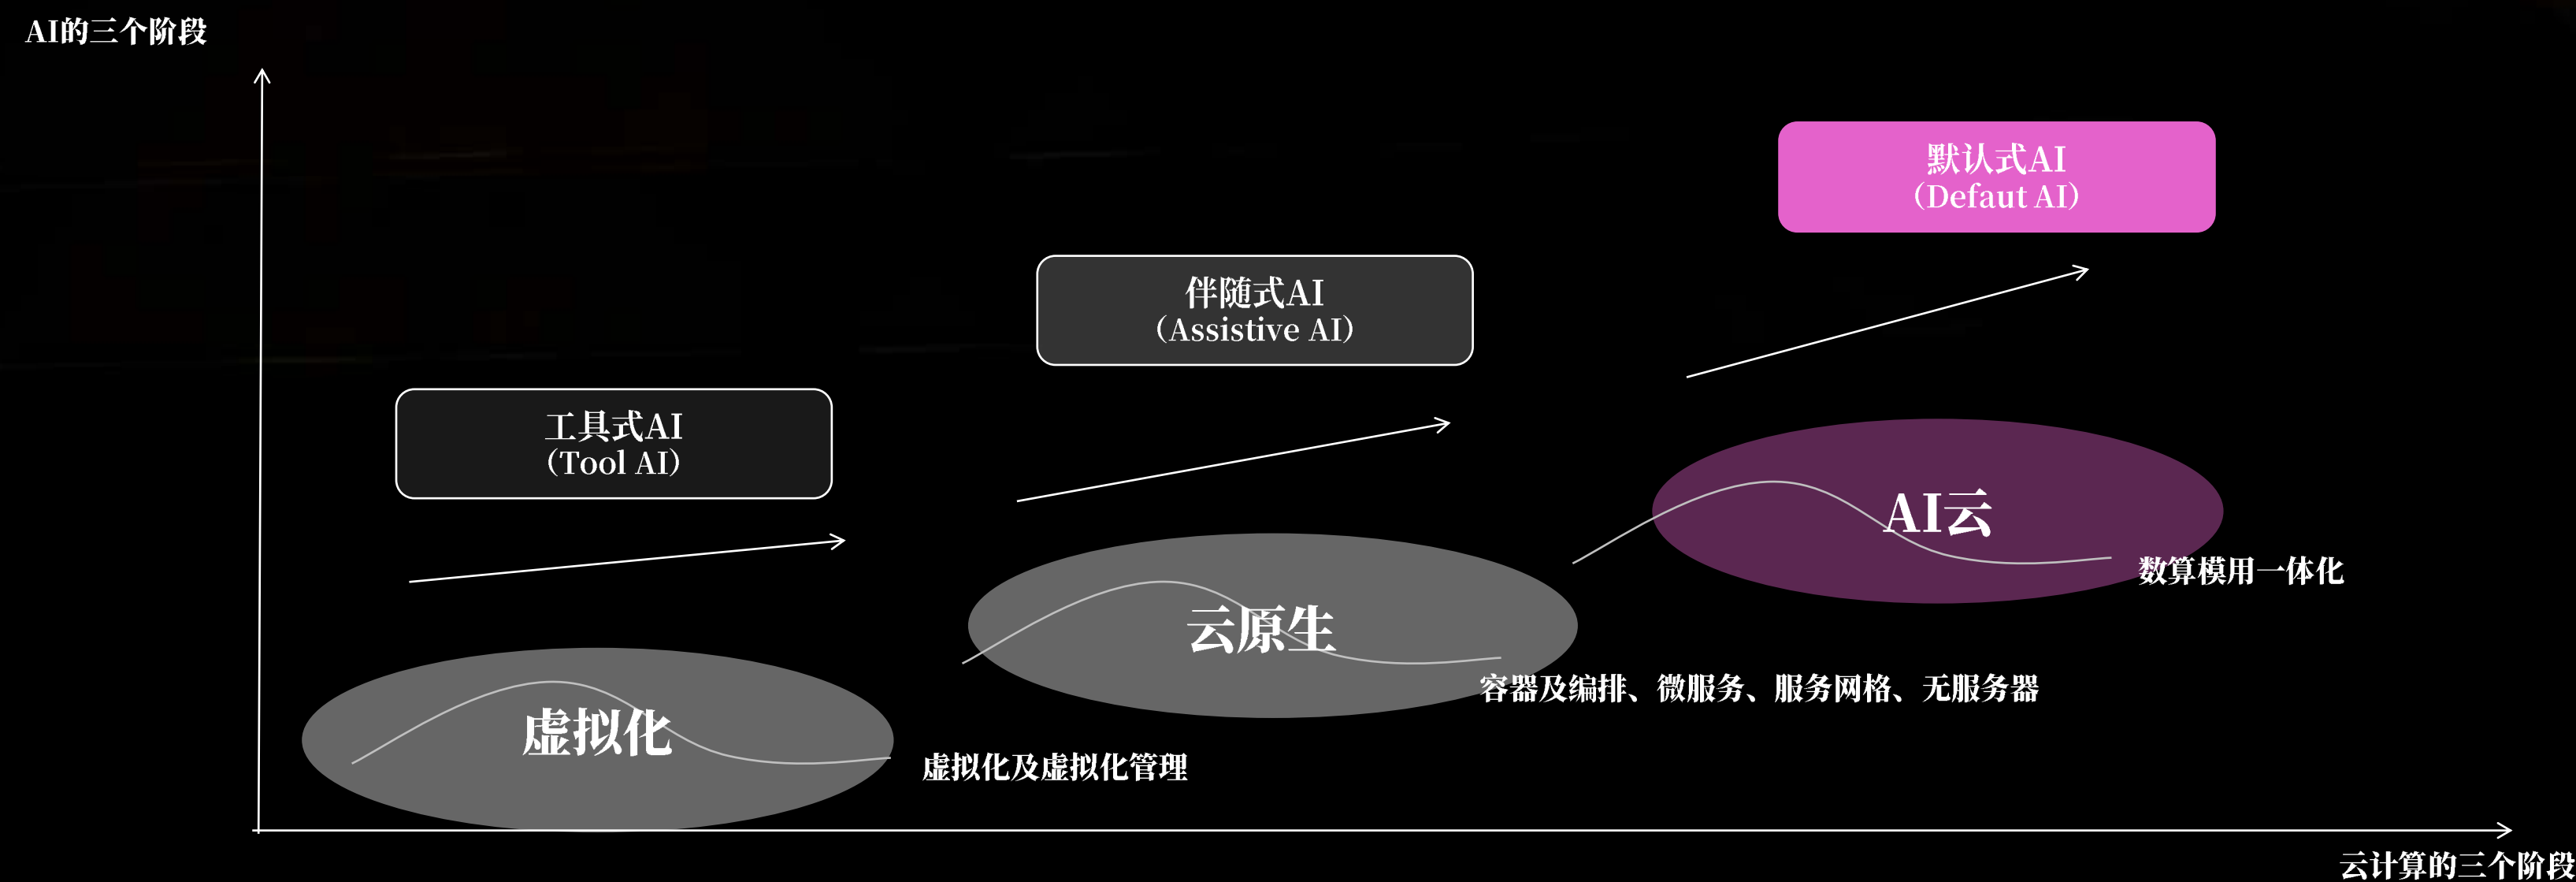 AI的三个阶段
默认式AI
(Defaut AI)
伴随式AI
(Assistive AI)
工具式AI
(Tool AI)
AI云
数算模用一体化
云原生
容器及编排、微服务、服务网格、无服务器
虚拟化
虚拟化及虚拟化管理
云计算的三个阶段